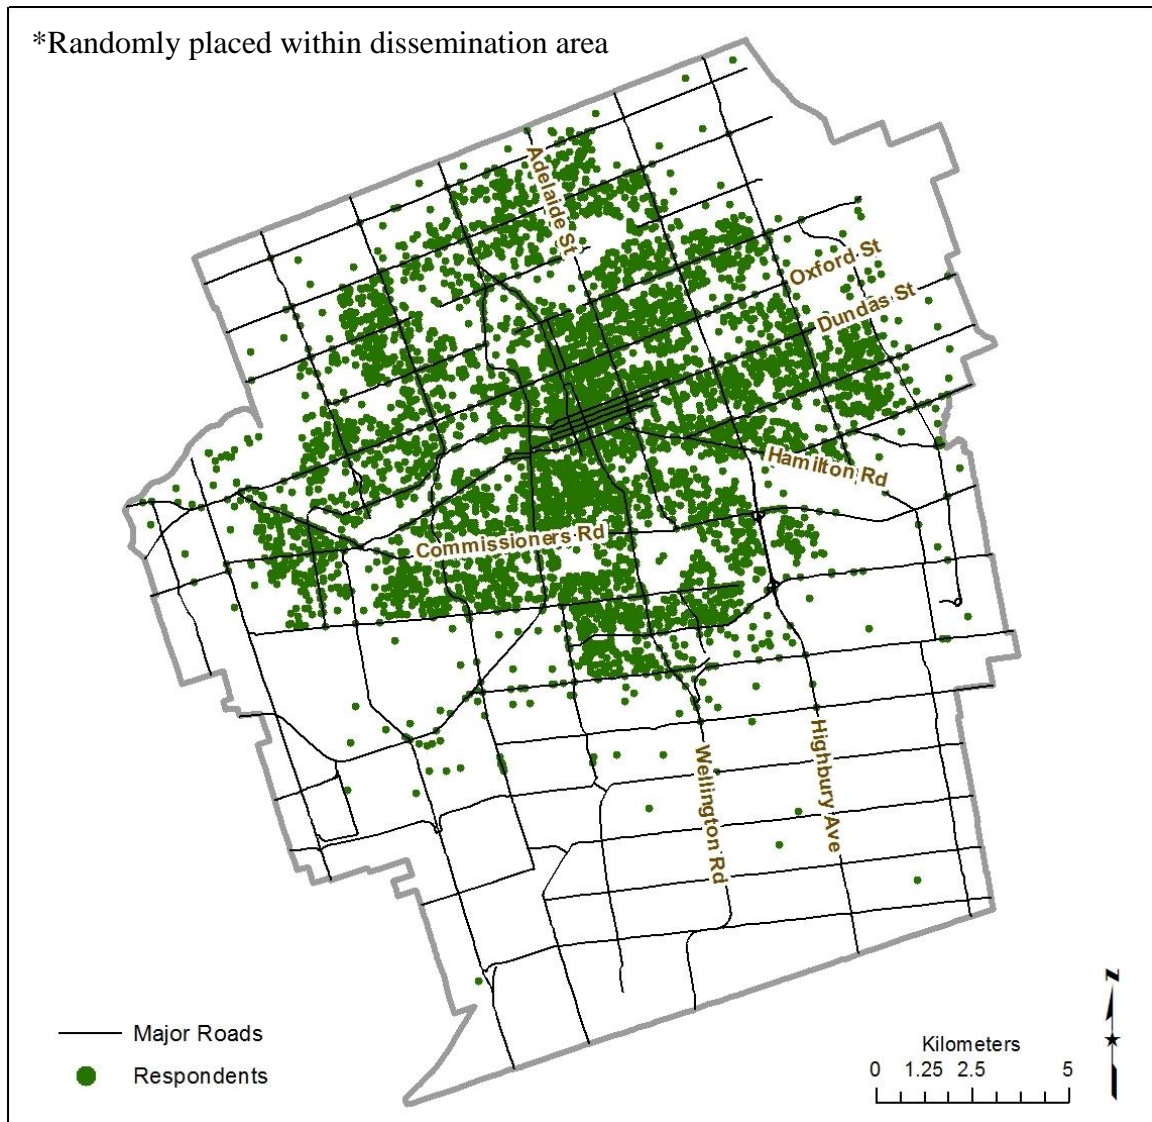 *Randomly placed within dissemination area
Adelaide St
Oxford St
Dundas St
Hamilton Rd
Commissioners Rd
Wellington Rd
Highbury Ave
Major Roads
Respondents
Kilometers
0 1.25 2.5 5
N